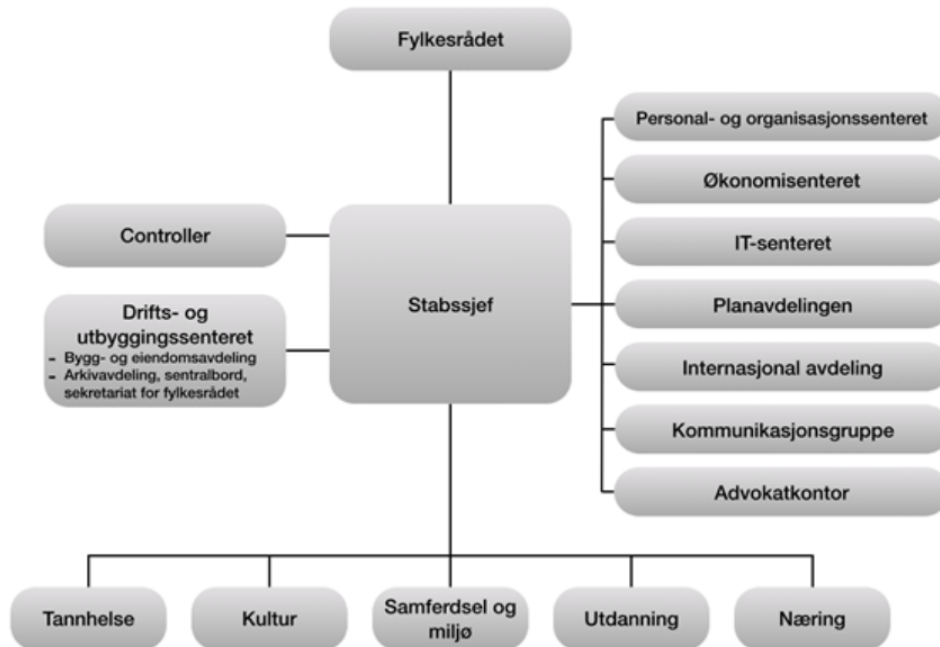 Fylkesrådet
Personal- og organisasjonssenteret
Økonomisenteret
Controller
IT-senteret
Stabssjef
Drifts- og
utbyggingssenteret
- Bygg- og eiendomsavdeling
- Arkivavdeling, sentralbord,
sekretariat for fylkesrådet
Planavdelingen
Internasjonal avdeling
Kommunikasjonsgruppe
Advokatkontor
Tannhelse
Kultur
Samferdsel og
miljø
Utdanning
Næring